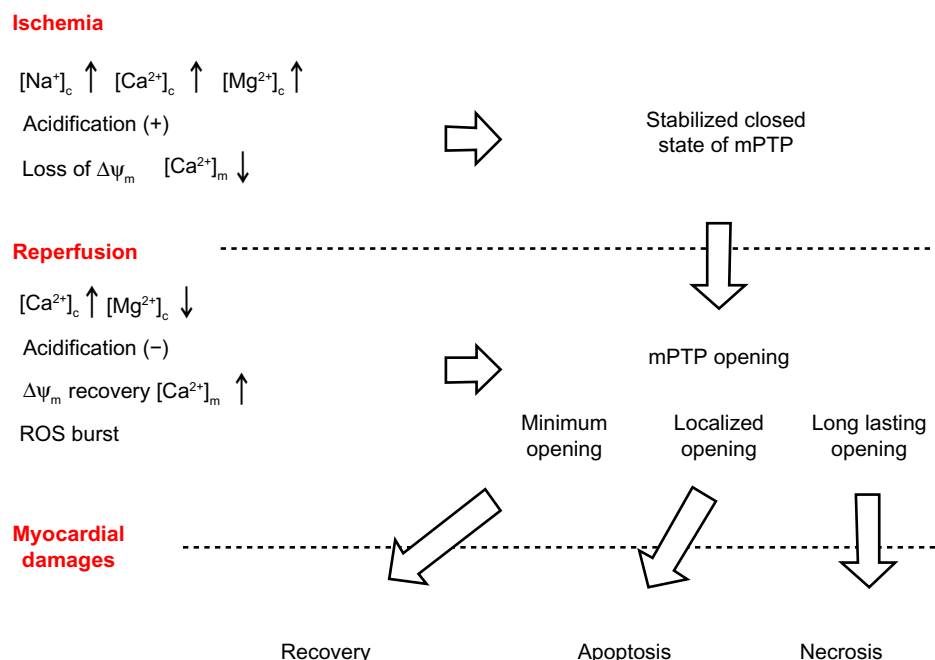 Ischemia
[Na⁺]c ↑ [Ca²⁺]c ↑ [Mg²⁺]c ↑
Acidification (+)
Loss of Δψm [Ca²⁺]m ↓
Stabilized closed
state of mPTP
Reperfusion
[Ca²⁺]c ↑ [Mg²⁺]c ↓
Acidification (−)
Δψm recovery [Ca²⁺]m ↑
ROS burst
mPTP opening
Minimum
opening
Localized
opening
Long lasting
opening
Myocardial
damages
Recovery
Apoptosis
Necrosis